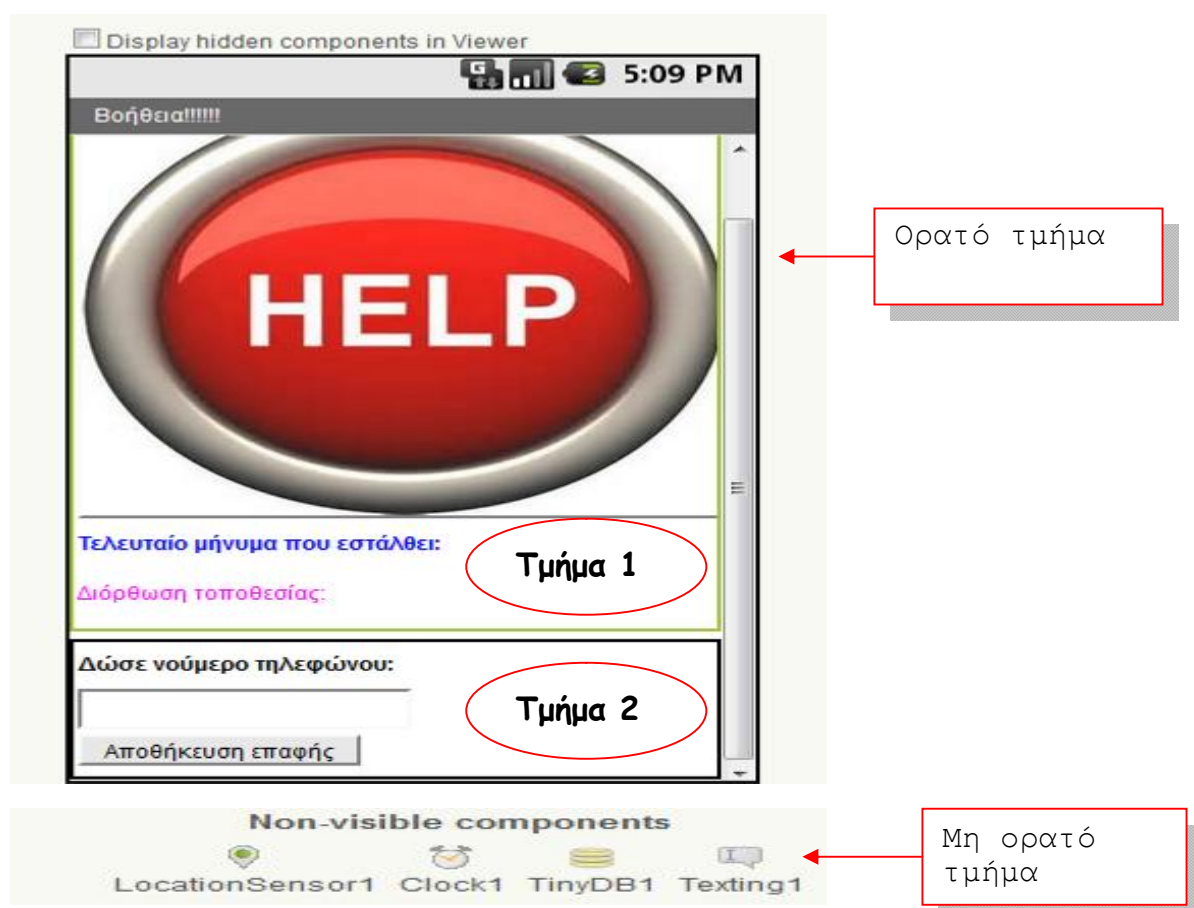 Display hidden components in Viewer
5:09 PM
Βοήθεια!!!!!!
HELP
Ορατό τμήμα
Τελευταίο μήνυμα που εστάλθει:
Τμήμα 1
Διόρθωση τοποθεσίας:
Δώσε νούμερο τηλεφώνου:
Τμήμα 2
Αποθήκευση επαφής
Non-visible components
LocationSensor1 Clock1 TinyDB1 Texting1
Μη ορατό
τμήμα